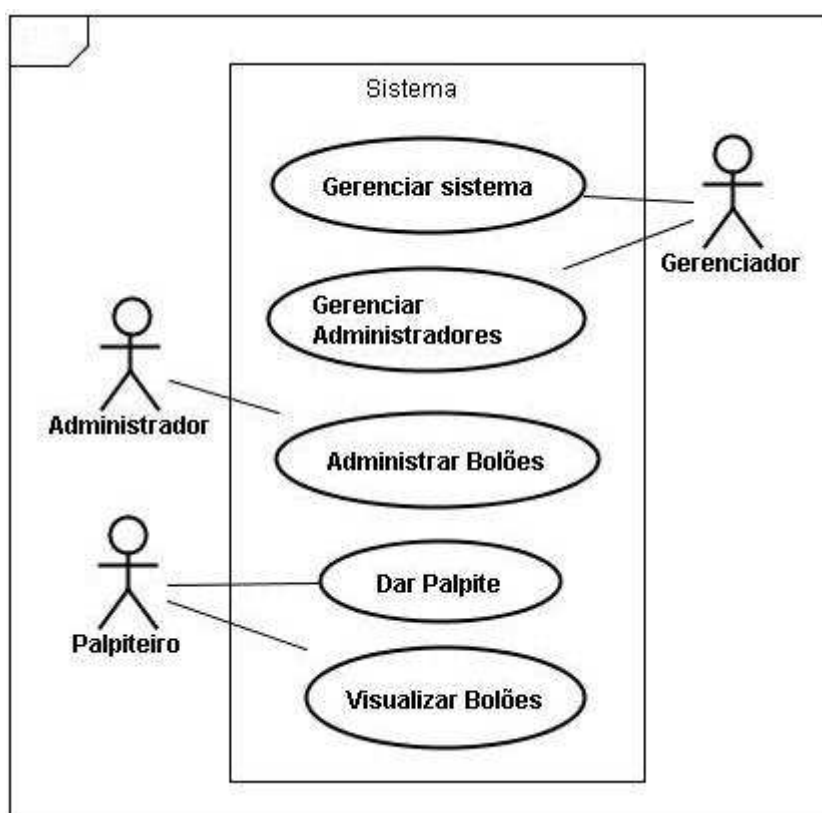 Sistema
Gerenciar sistema
Gerenciador
Gerenciar
Administradores
Administrador
Administrar Bolões
Dar Palpite
Palpiteiro
Visualizar Bolões